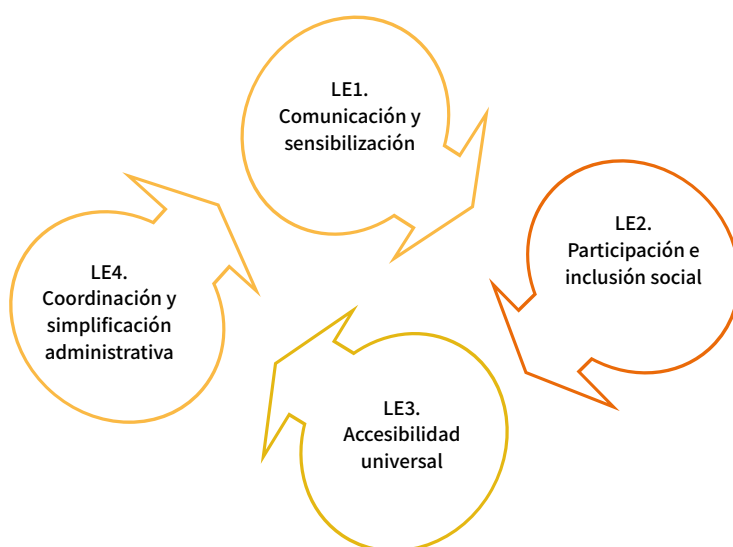 LE1.
Comunicación y
sensibilización
LE2.
Participación e
inclusión social
LE3.
Accesibilidad
universal
LE4.
Coordinación y
simplificación
administrativa